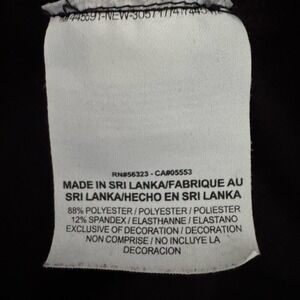 RN#56323 - CA#05553
MADE IN SRI LANKA/FABRIQUE AU
SRI LANKA/HECHO EN SRI LANKA
88% POLYESTER / POLYESTER / POLIESTER
12% SPANDEX / ELASTHANNE / ELASTANO
EXCLUSIVE OF DECORATION / DECORATION
NON COMPRISE / NO INCLUYE LA
DECORACION